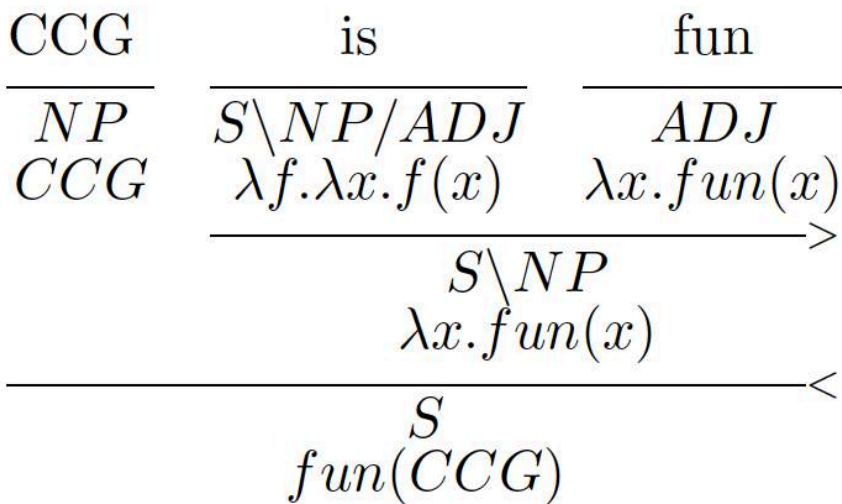 CCG is fun
NP S\NP/ADJ ADJ
CCG λf.λx.f(x) λx.fun(x)
>
S\NP
λx.fun(x)
<
S
fun(CCG)